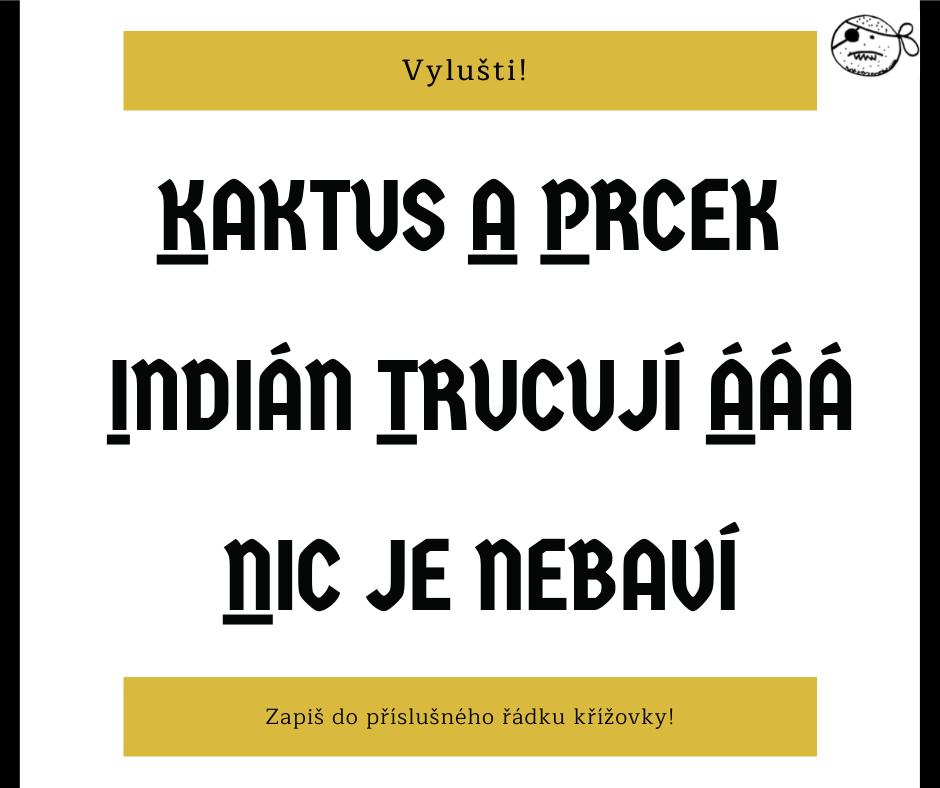 Vylušti!
KAKTUS A PRCEK
INDIÁN TRUCUJÍ ÁÁÁ
NIC JE NEBAVÍ
Zapiš do příslušného řádku křížovky!